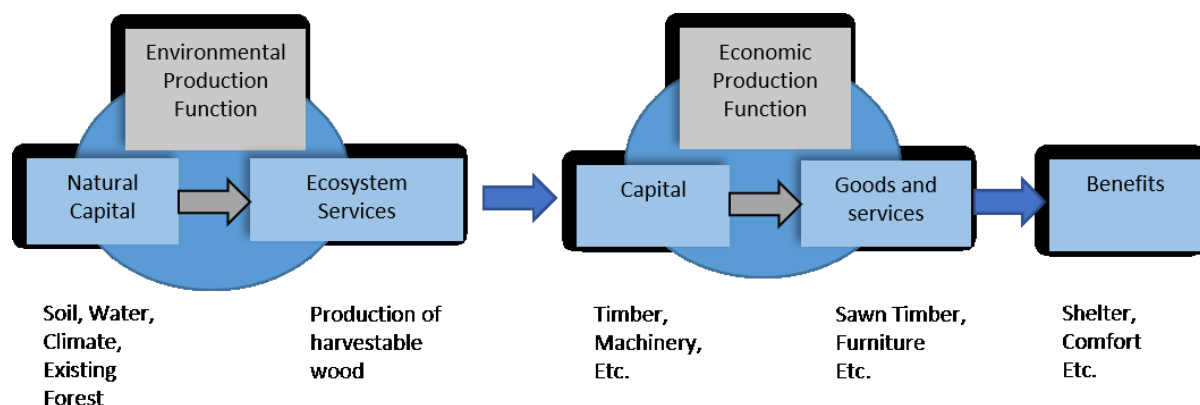 Environmental
Production
Function
Economic
Production
Function
Natural
Capital
Ecosystem
Services
Capital
Goods and
services
Benefits
Soil, Water,
Climate,
Existing
Forest
Production of
harvestable
wood
Timber,
Machinery,
Etc.
Sawn Timber,
Furniture
Etc.
Shelter,
Comfort
Etc.